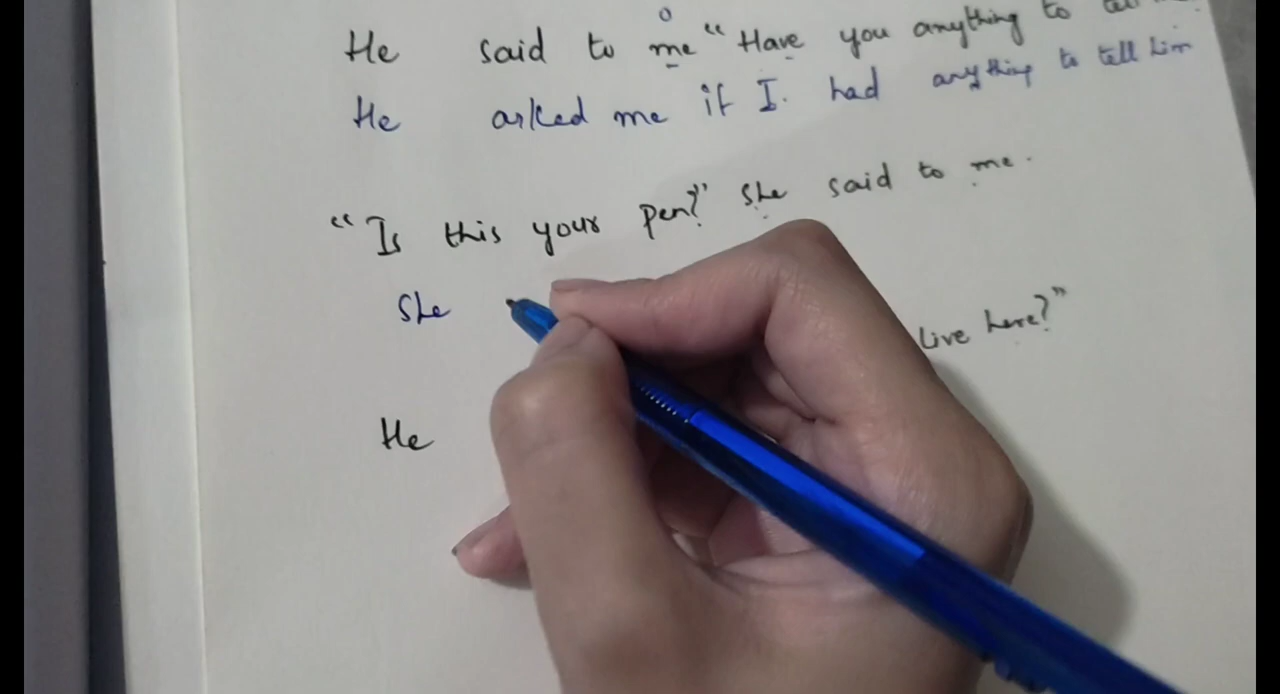 He said to me "Have you anything to
He asked me if I. had anything to tell him
"Is this your pen?" she said to me.
She
live here?"
He